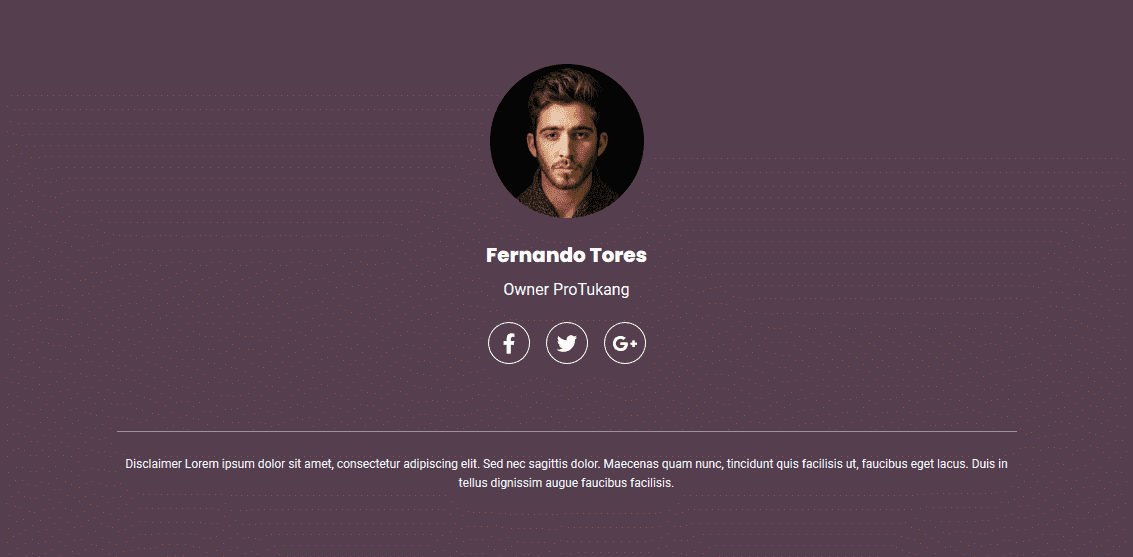 Fernando Tores
Owner ProTukang
Disclaimer Lorem ipsum dolor sit amet, consectetur adipiscing elit. Sed nec sagittis dolor. Maecenas quam nunc, tincidunt quis facilisis ut, faucibus eget lacus. Duis in
tellus dignissim augue faucibus facilisis.